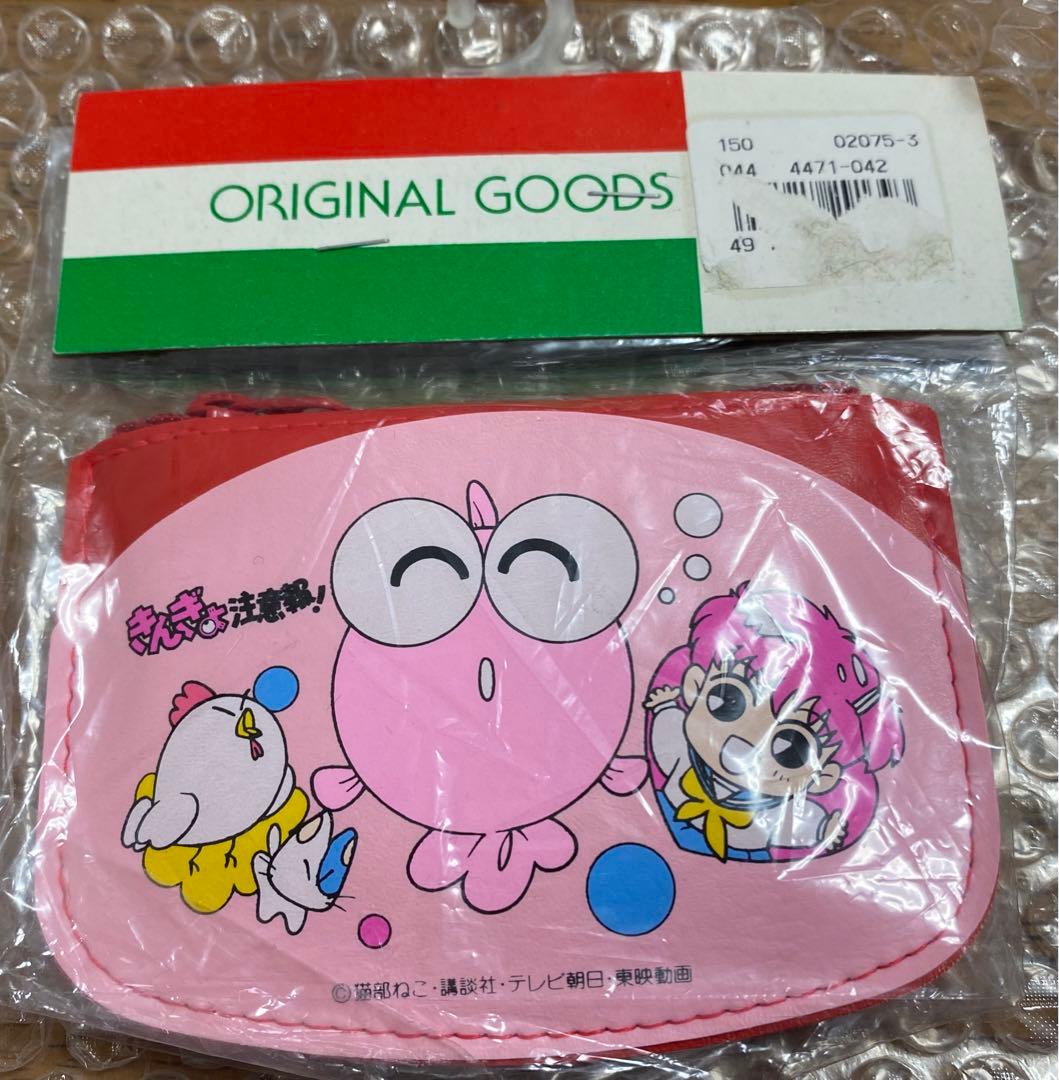 150 02075-3
044 4471-042
ORIGINAL GOODS
49
きんぎょ注意報!
©猫部ねこ・講談社・テレビ朝日・東映動画